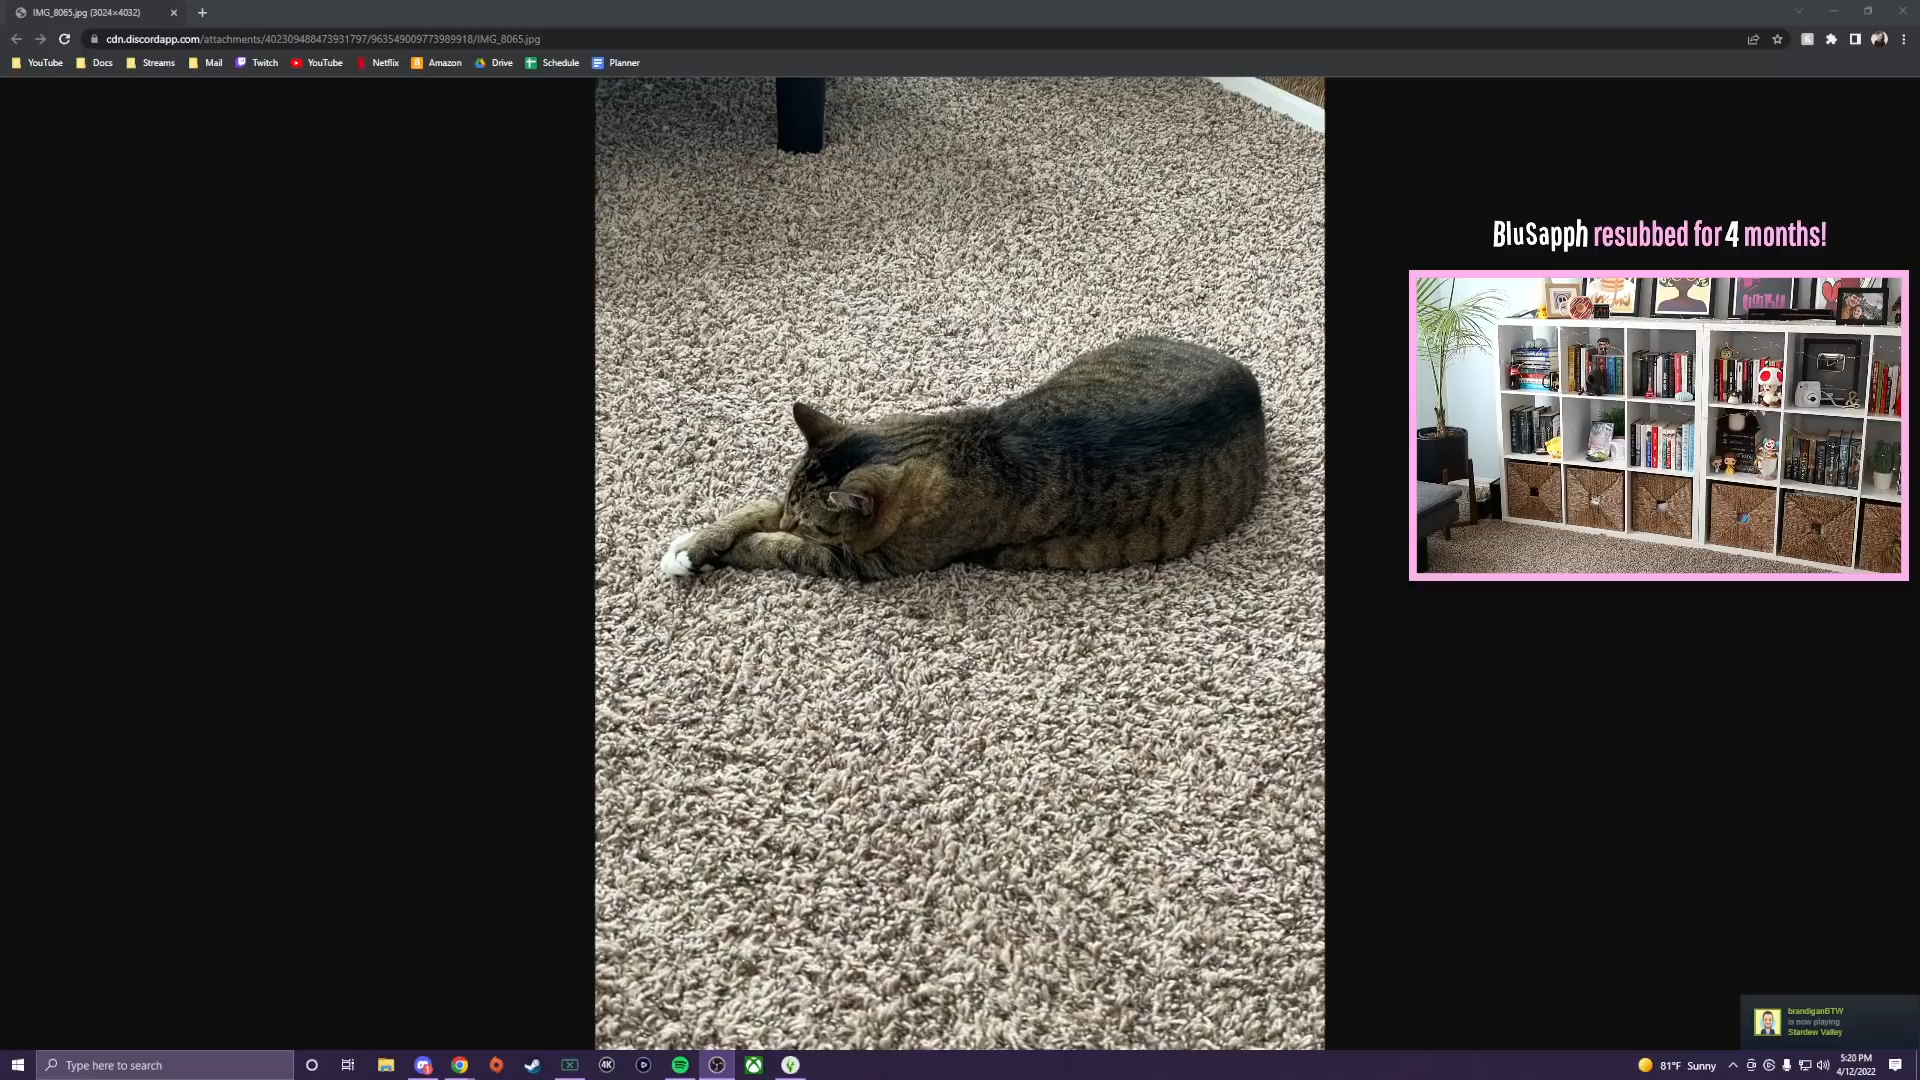 IMG_8065.jpg (3024×4032)
cdn.discordapp.com/attachments/402309488473931797/963549009773989918/IMG_8065.jpg
YouTube Docs Streams Mail Twitch YouTube Netflix Amazon Drive Schedule Planner
BluSapph resubbed for 4 months!
brandiganBTW
is now playing
Stardew Valley
Type here to search
4K
81°F Sunny
5:20 PM
4/12/2022